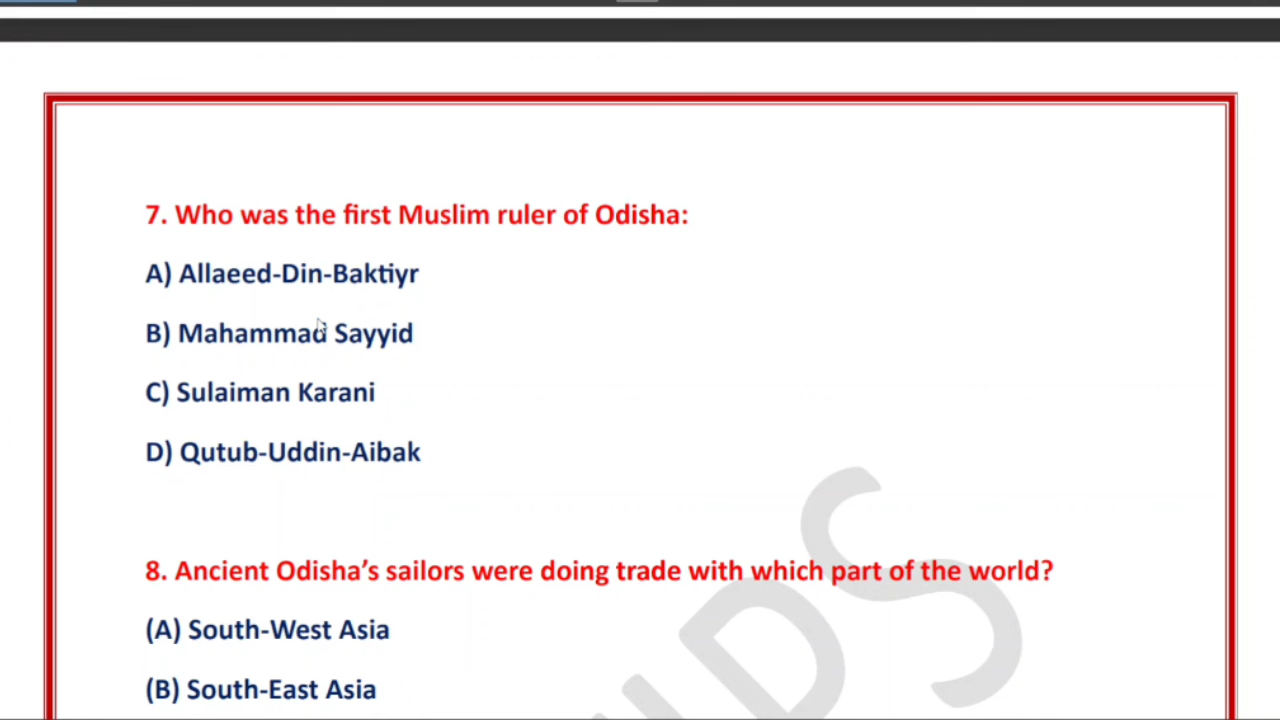 7. Who was the first Muslim ruler of Odisha:
A) Allaeed-Din-Baktiyr
B) Mahammad Sayyid
C) Sulaiman Karani
D) Qutub-Uddin-Aibak
8. Ancient Odisha’s sailors were doing trade with which part of the world?
(A) South-West Asia
(B) South-East Asia